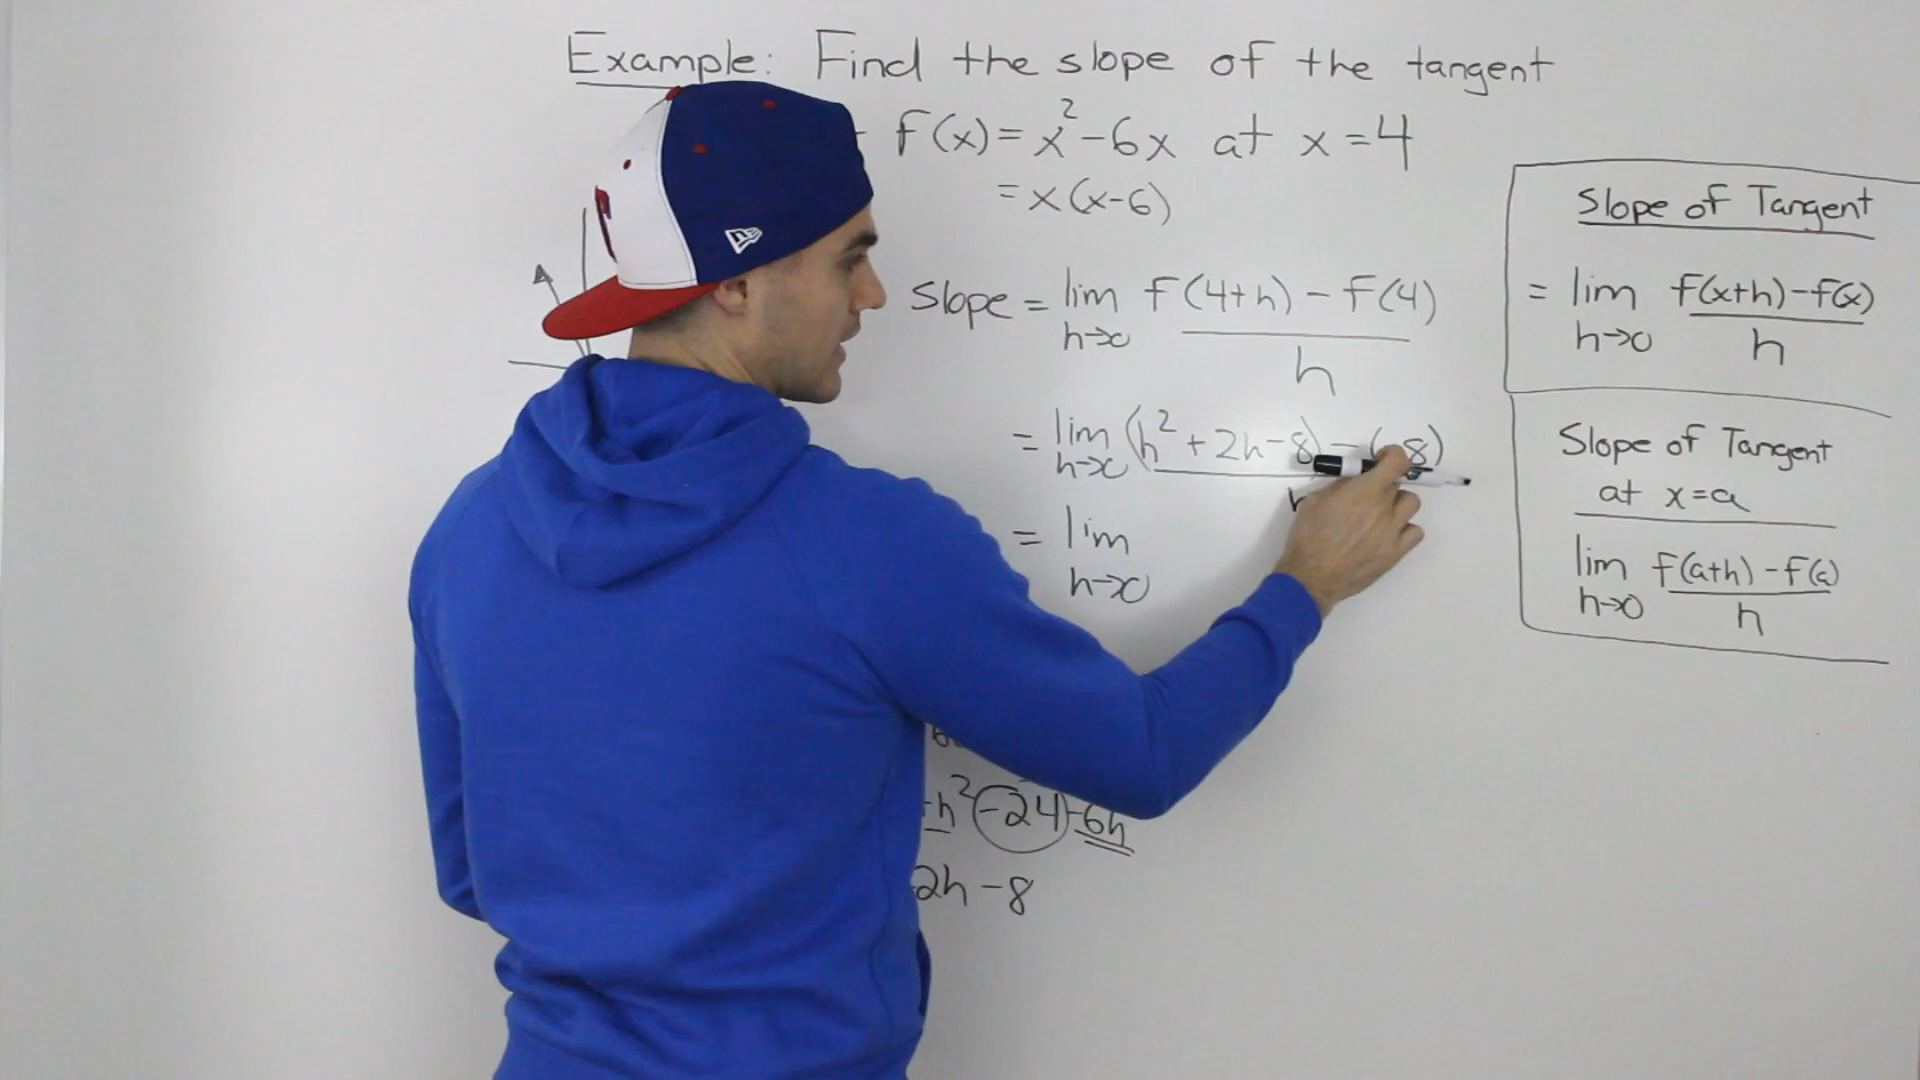 Example: Find the slope of the tangent
f(x) = x² - 6x at x = 4
= x(x-6)
Slope = lim f(4+h) - f(4)
h→0 h
= lim (h² + 2h - 8) - (-8)
h→0
= lim
h→0
h² -24 -6h
2h - 8
Slope of Tangent
= lim f(x+h) - f(x)
h→0 h
Slope of Tangent
at x = a
lim f(a+h) - f(a)
h→0 h